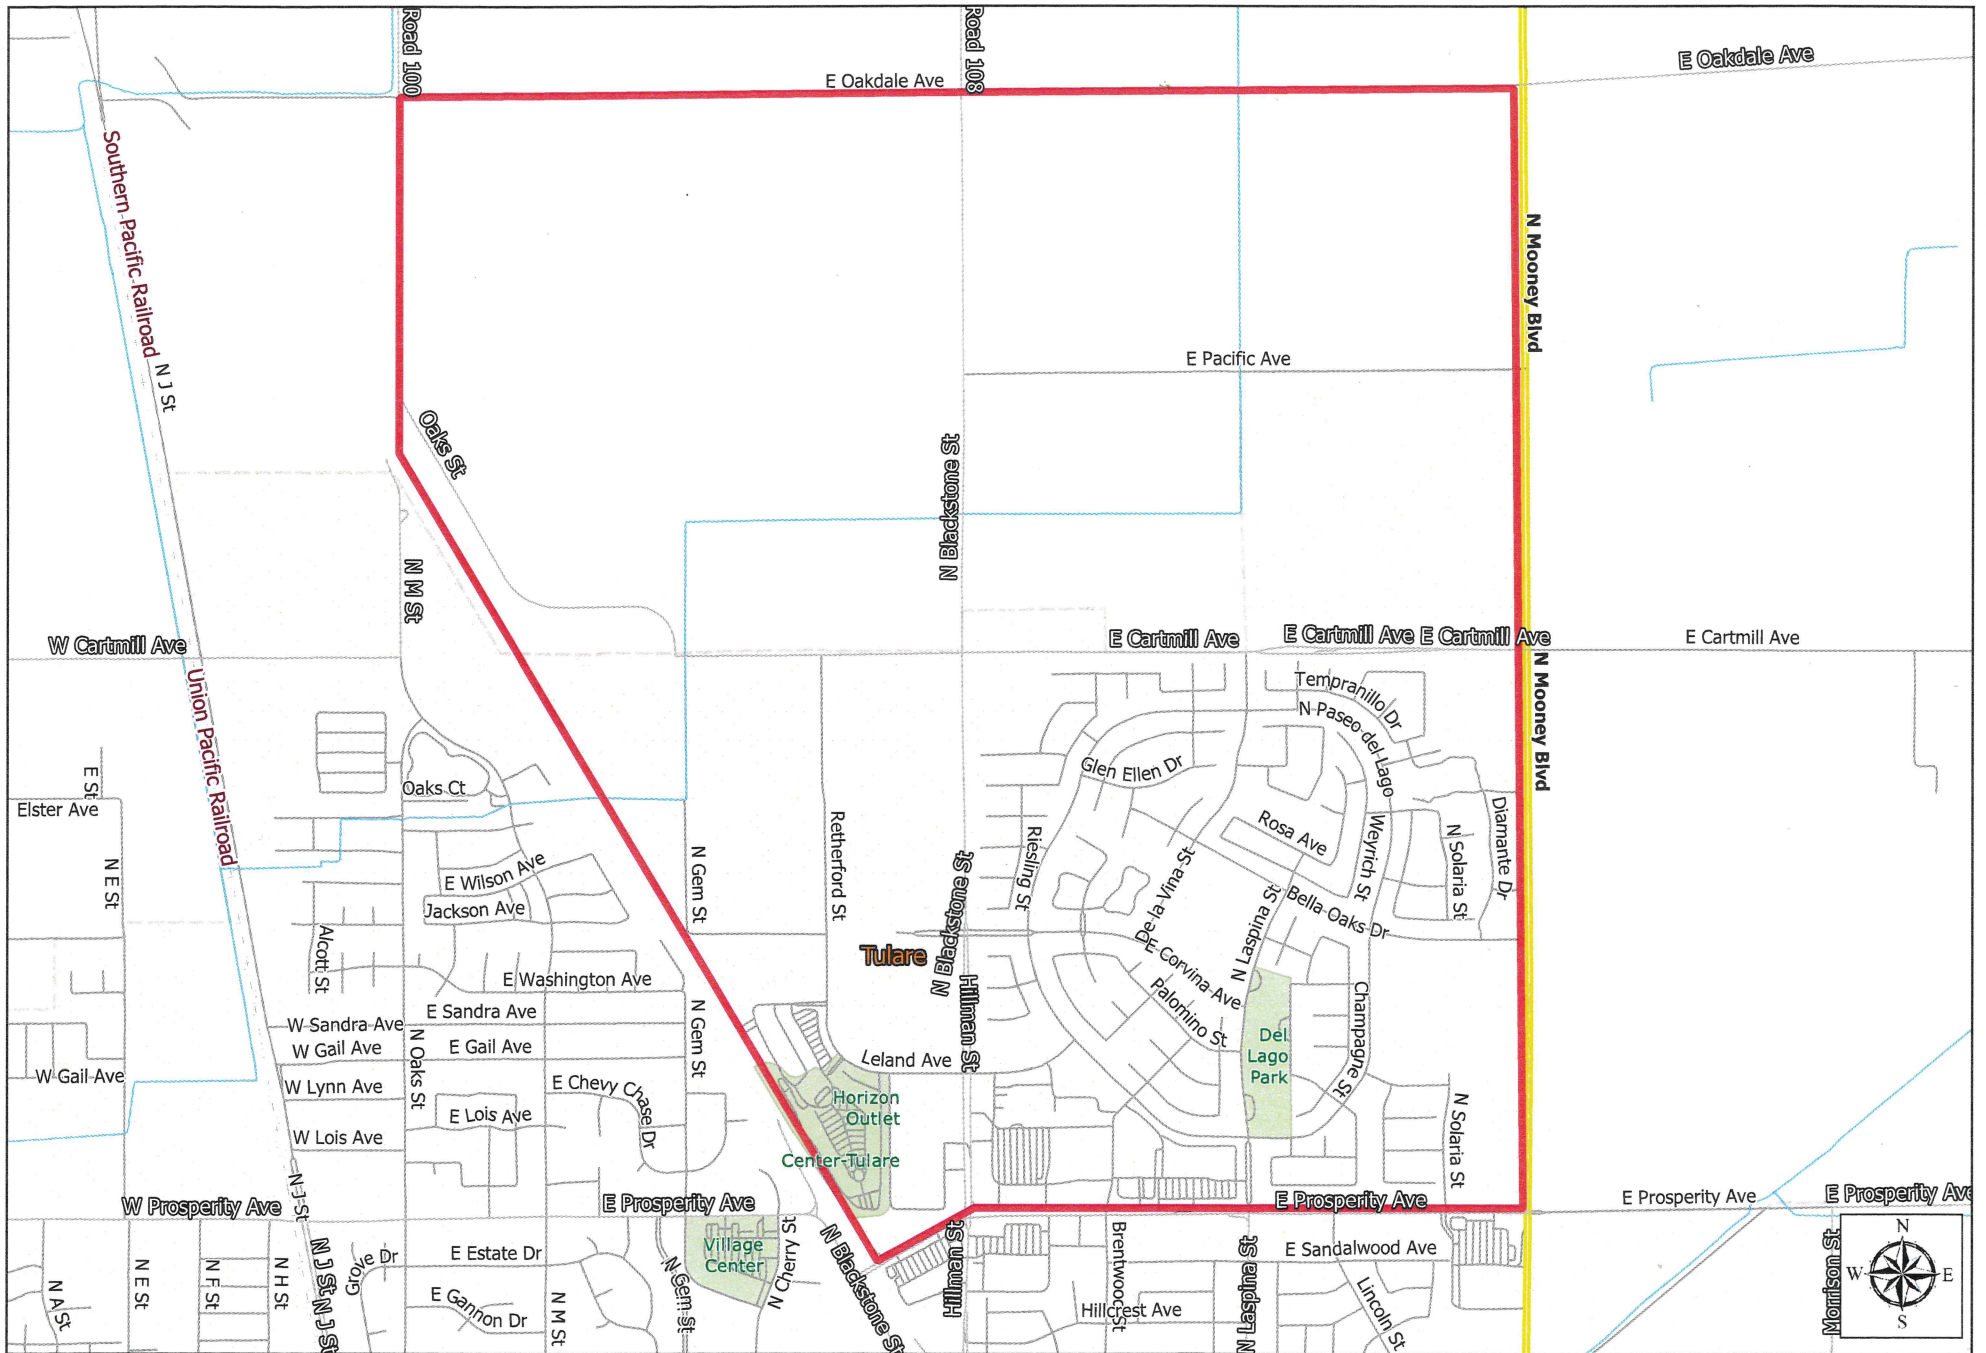 Road 100
Road 108
E Oakdale Ave
E Oakdale Ave
Southern Pacific Railroad
N J St
N Mooney Blvd
E Pacific Ave
Oaks St
N Blackstone St
N M St
W Cartmill Ave
E Cartmill Ave
E Cartmill Ave
E Cartmill Ave
E Cartmill Ave
Union Pacific Railroad
N Mooney Blvd
Tempranillo Dr
N Paseo del Lago
Glen Ellen Dr
E St
Elster Ave
Oaks Ct
Retherford St
Riesling St
Rosa Ave
Weyrich St
N Solaria St
Diamante Dr
N E St
E Wilson Ave
Jackson Ave
N Gem St
N Blackstone St
De la Vina St
N Laspina St
Bella Oaks Dr
Alcott St
Tulare
E Corvina Ave
E Washington Ave
Palomino St
Champagne St
Hillman St
W Sandra Ave
E Sandra Ave
N Oaks St
N Gem St
W Gail Ave
E Gail Ave
Leland Ave
Del
Lago
Park
W Gail Ave
W Lynn Ave
E Chevy Chase Dr
Horizon
Outlet
Center-Tulare
E Lois Ave
W Lois Ave
N Solaria St
N J St
W Prosperity Ave
E Prosperity Ave
E Prosperity Ave
E Prosperity Ave
E Prosperity Ave
Village
Center
N Cherry St
N Blackstone St
Hillman St
Brentwood St
N Laspina St
E Sandalwood Ave
Morrison St
N
W
E
S
N A St
N E St
N F St
N H St
N J St
N J St
Grove Dr
E Estate Dr
E Gannon Dr
N M St
N Gem St
Hillcrest Ave
Lincoln St